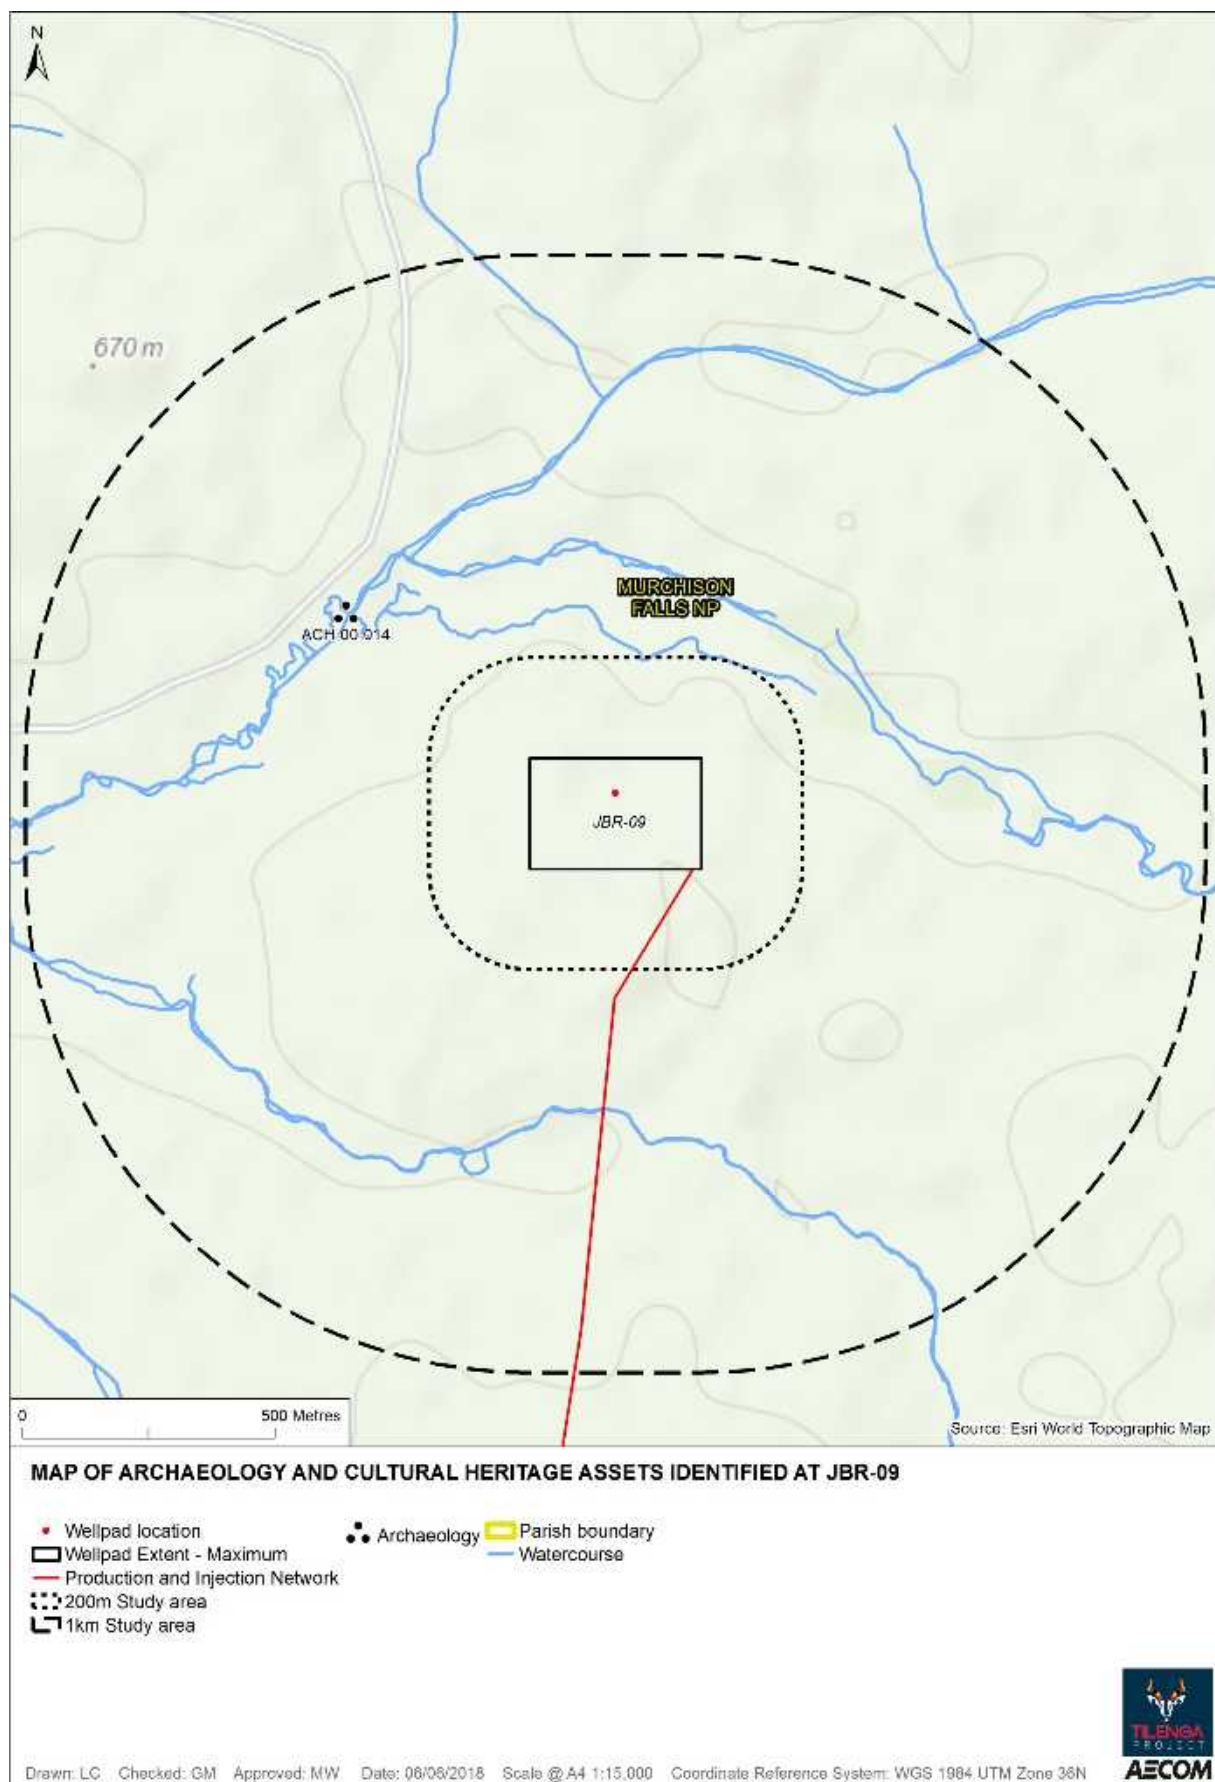 N
670 m
MURCHISON
FALLS NP
ACH 00 014
JBR-09
0 500 Metres
Source: Esri World Topographic Map
MAP OF ARCHAEOLOGY AND CULTURAL HERITAGE ASSETS IDENTIFIED AT JBR-09
Wellpad location
Wellpad Extent - Maximum
Production and Injection Network
200m Study area
1km Study area
Archaeology
Parish boundary
Watercourse
TILENGA
PROJECT
AECOM
Drawn: LC Checked: GM Approved: MW Date: 06/06/2018 Scale @ A4 1:15,000 Coordinate Reference System: WGS 1984 UTM Zone 36N